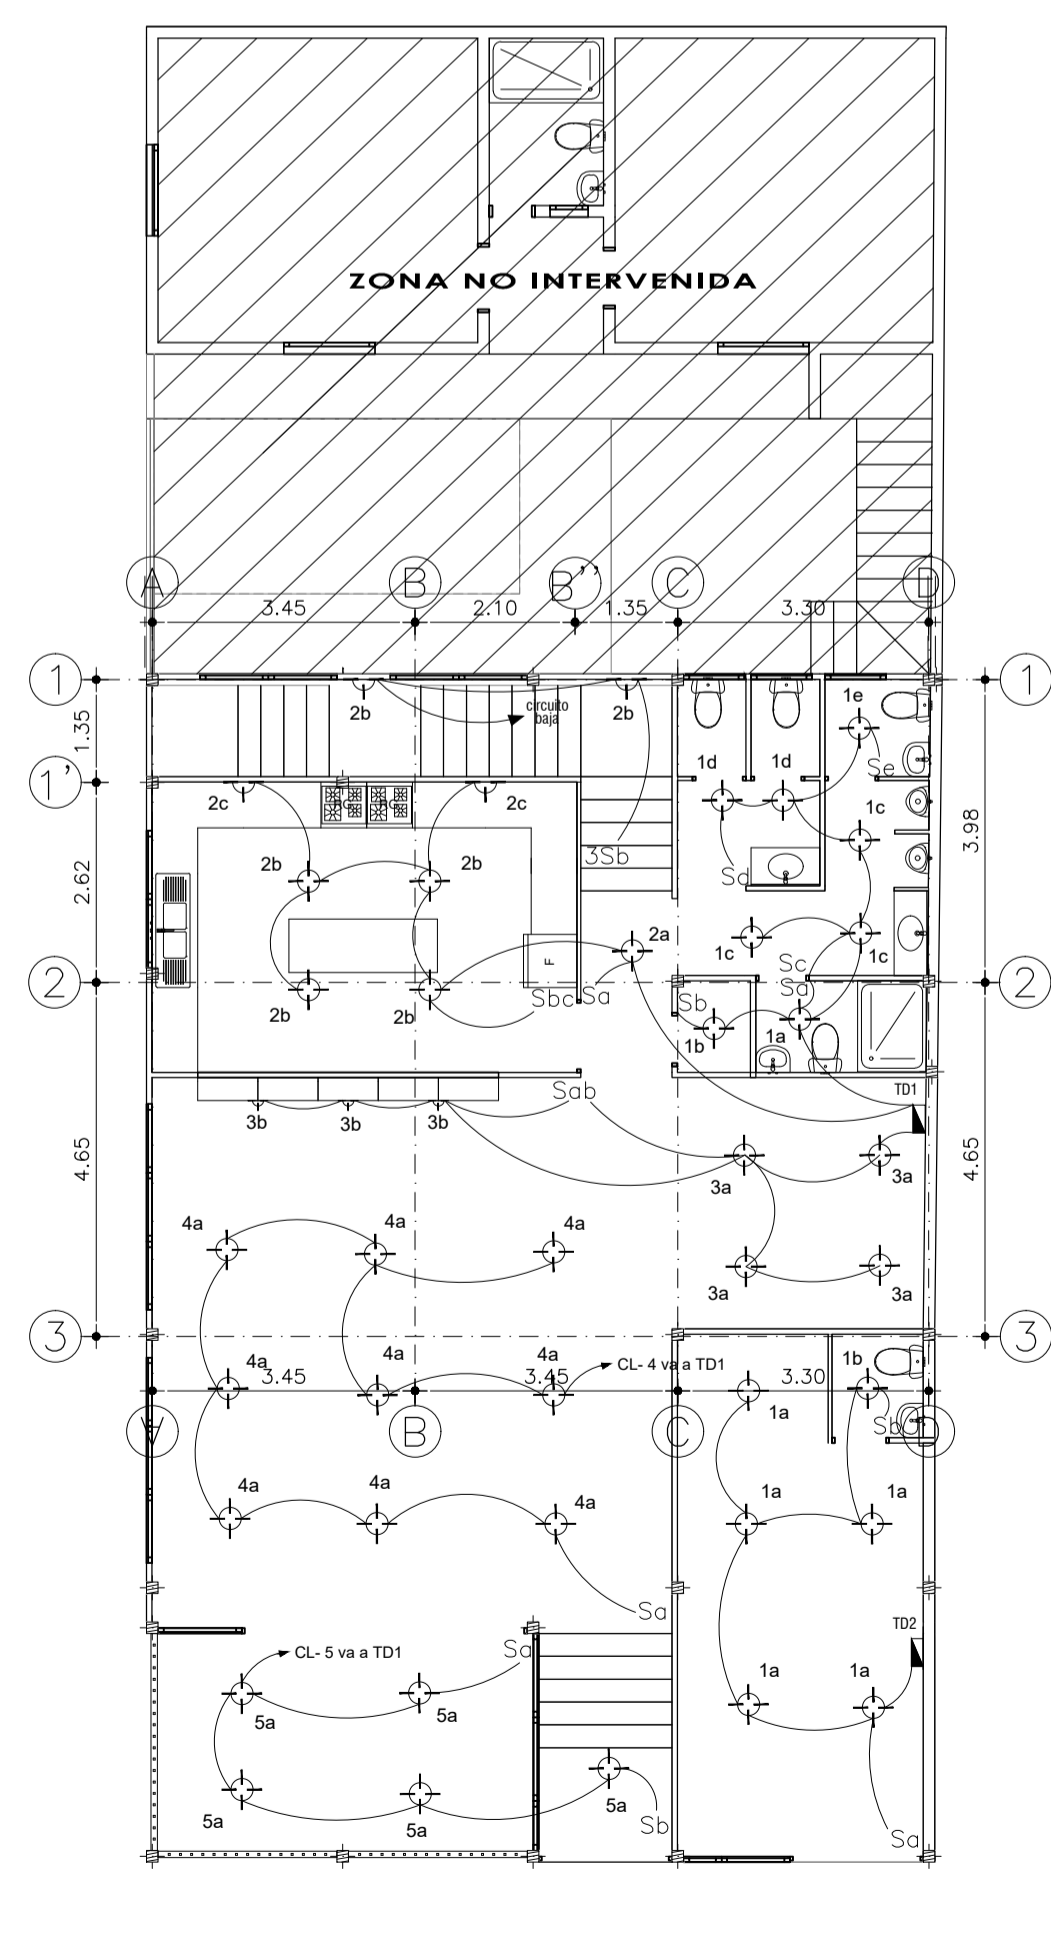 ZONA NO INTERVENIDA
A B B'' C D
3.45 2.10 1.35 3.30
1 1
2b circuito 2b 1e
baja
1.35
1d 1d Se
1'
2c 2c 1c
3.98
2.62
2b 2b 3Sb Sd
2a
F 1c Sc 1c
2 Sbc Sa Sa 2
2b 2b Sb
1b 1a
Sab TD1
3b 3b 3b
4.65 4.65
3a 3a
4a 4a 4a
3a 3a
3 3
4a 4a 4a CL- 4 va a TD1 1b
3.45 3.45 3.30
1a
A B C Sb D
4a 4a 4a 1a 1a
Sa
TD2
Sa
CL- 5 va a TD1
1a 1a
5a 5a
5a 5a 5a
Sb Sa